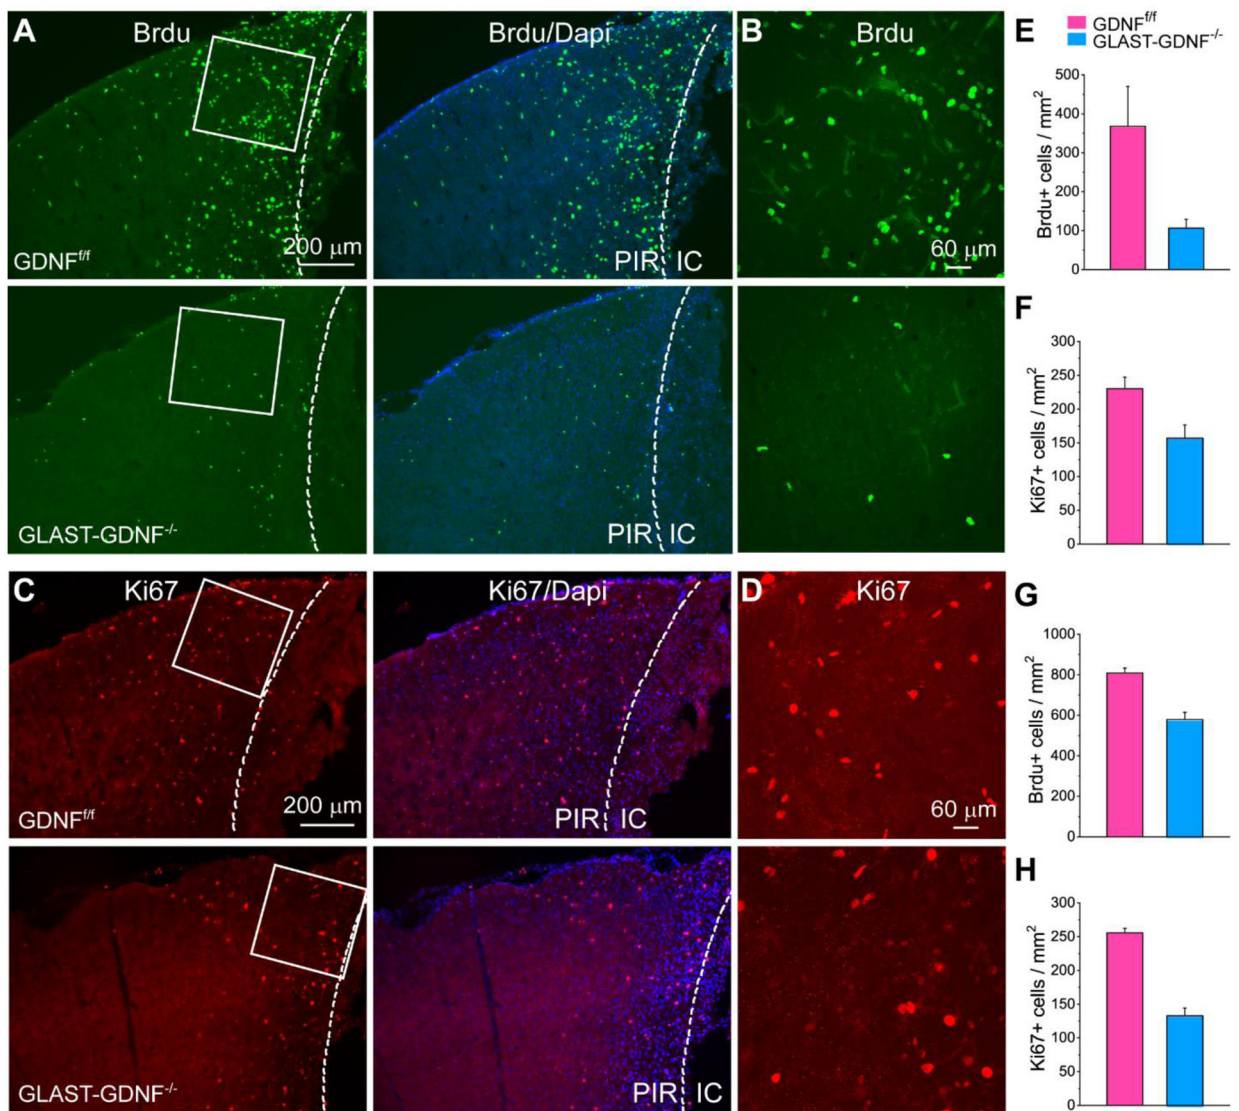 A Brdu
Brdu/Dapi
B Brdu
E
GDNF^f/f
GLAST-GDNF^-/-
GDNF^f/f
200 μm
PIR IC
60 μm
Brdu+ cells / mm²
500
400
300
200
100
0
GLAST-GDNF^-/-
PIR IC
F
Ki67+ cells / mm²
300
250
200
150
100
50
0
C Ki67
Ki67/Dapi
D Ki67
GDNF^f/f
200 μm
PIR IC
60 μm
G
Brdu+ cells / mm²
1000
800
600
400
200
0
GLAST-GDNF^-/-
PIR IC
H
Ki67+ cells / mm²
300
250
200
150
100
50
0